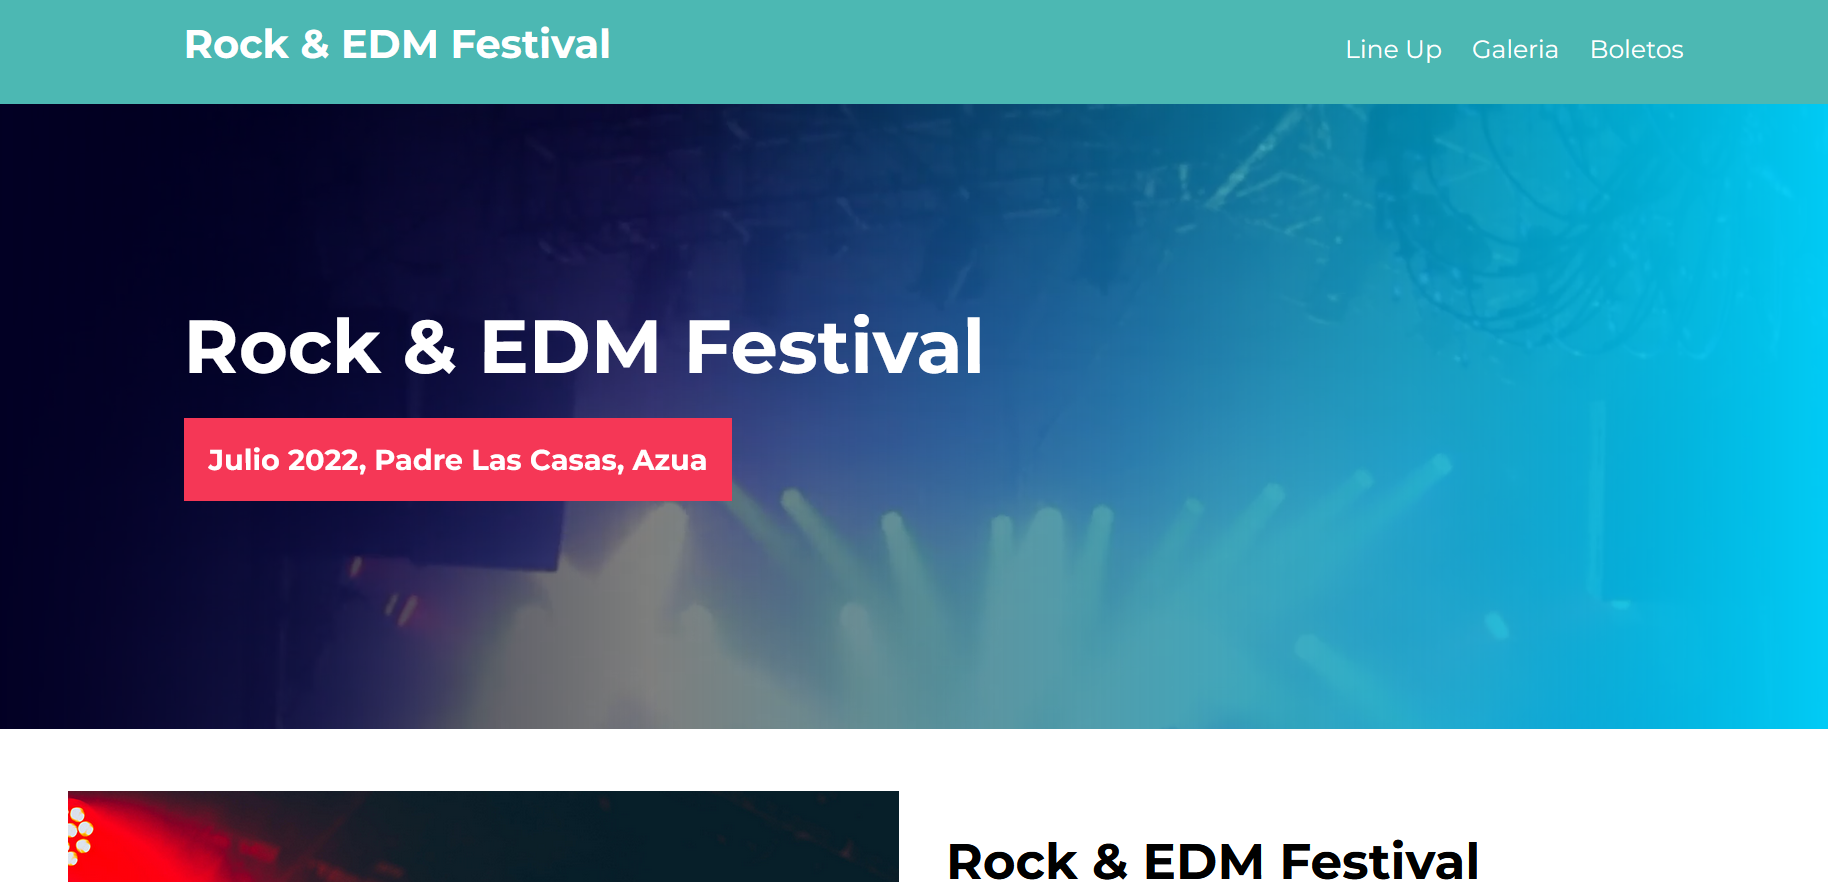 Rock & EDM Festival
Line Up Galeria Boletos
Rock & EDM Festival
Julio 2022, Padre Las Casas, Azua
Rock & EDM Festival